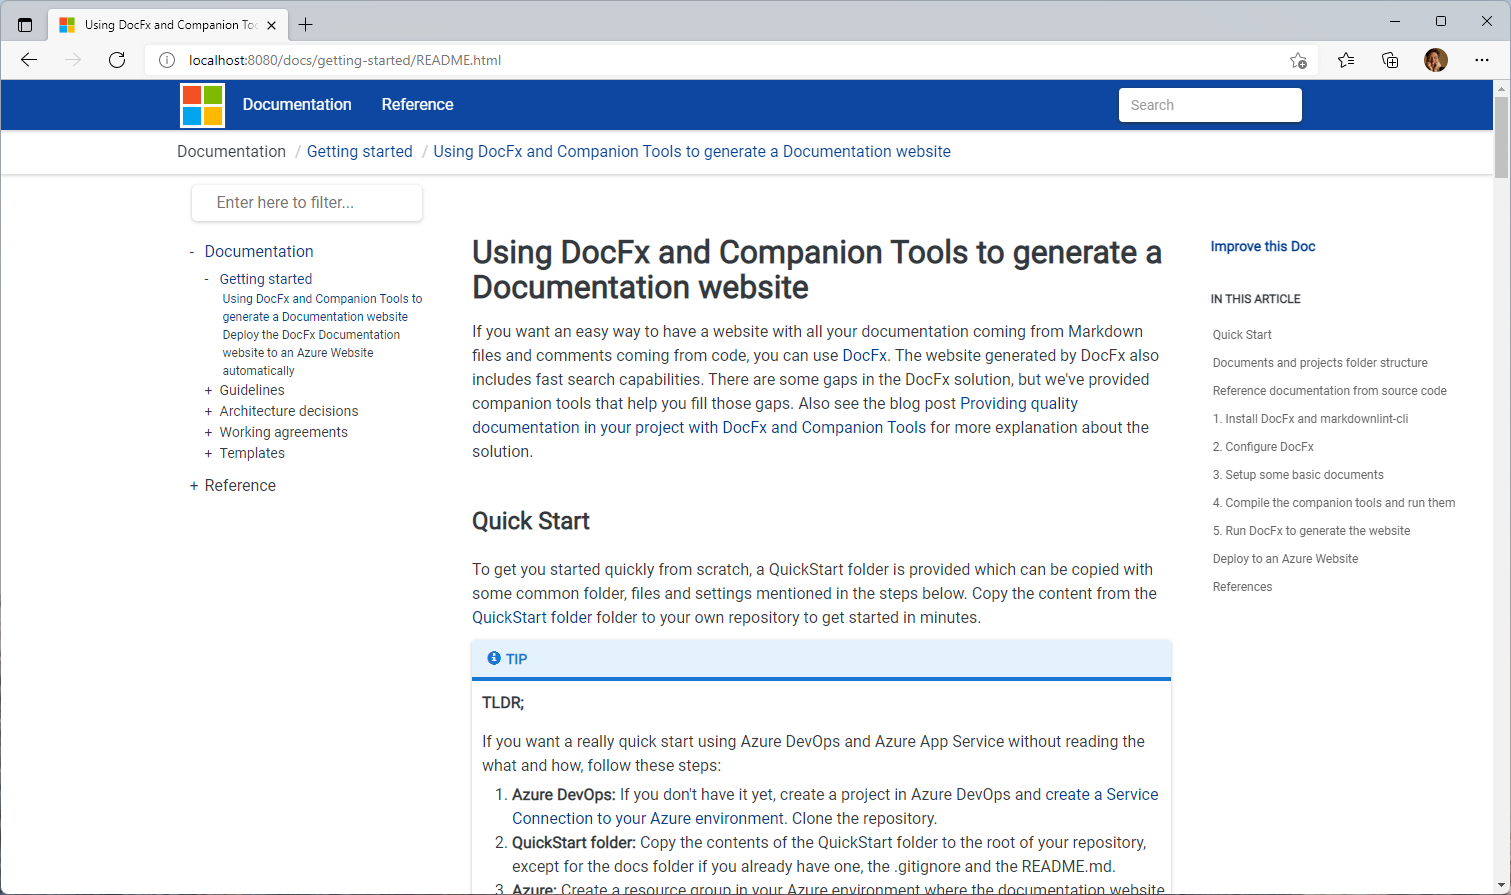 Using DocFx and Companion Too
localhost:8080/docs/getting-started/README.html
Documentation
Reference
Search
Documentation / Getting started / Using DocFx and Companion Tools to generate a Documentation website
Enter here to filter...
- Documentation
- Getting started
Using DocFx and Companion Tools to
generate a Documentation website
Deploy the DocFx Documentation
website to an Azure Website
automatically
+ Guidelines
+ Architecture decisions
+ Working agreements
+ Templates
+ Reference
Using DocFx and Companion Tools to generate a
Documentation website
If you want an easy way to have a website with all your documentation coming from Markdown
files and comments coming from code, you can use DocFx. The website generated by DocFx also
includes fast search capabilities. There are some gaps in the DocFx solution, but we've provided
companion tools that help you fill those gaps. Also see the blog post Providing quality
documentation in your project with DocFx and Companion Tools for more explanation about the
solution.
Quick Start
To get you started quickly from scratch, a QuickStart folder is provided which can be copied with
some common folder, files and settings mentioned in the steps below. Copy the content from the
QuickStart folder folder to your own repository to get started in minutes.
TIP
TLDR;
If you want a really quick start using Azure DevOps and Azure App Service without reading the
what and how, follow these steps:
1. Azure DevOps: If you don't have it yet, create a project in Azure DevOps and create a Service
Connection to your Azure environment. Clone the repository.
2. QuickStart folder: Copy the contents of the QuickStart folder to the root of your repository,
except for the docs folder if you already have one, the .gitignore and the README.md.
3. Azure: Create a resource group in your Azure environment where the documentation website
Improve this Doc
IN THIS ARTICLE
Quick Start
Documents and projects folder structure
Reference documentation from source code
1. Install DocFx and markdownlint-cli
2. Configure DocFx
3. Setup some basic documents
4. Compile the companion tools and run them
5. Run DocFx to generate the website
Deploy to an Azure Website
References